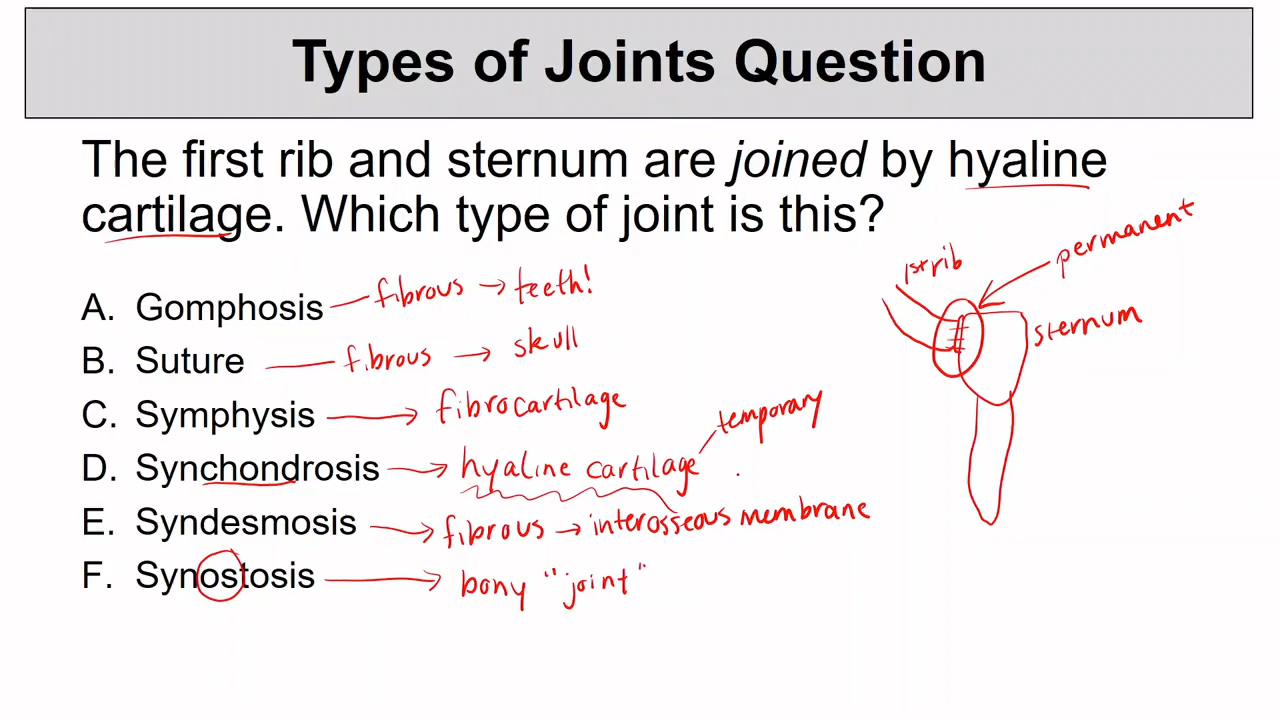 Types of Joints Question
The first rib and sternum are joined by hyaline
cartilage. Which type of joint is this?
permanent
1st rib
sternum
A. Gomphosis → fibrous → teeth!
B. Suture — fibrous → skull
C. Symphysis → fibrocartilage
temporary
D. Synchondrosis → hyaline cartilage
E. Syndesmosis → fibrous → interosseous membrane
F. Synostosis → bony "joint"